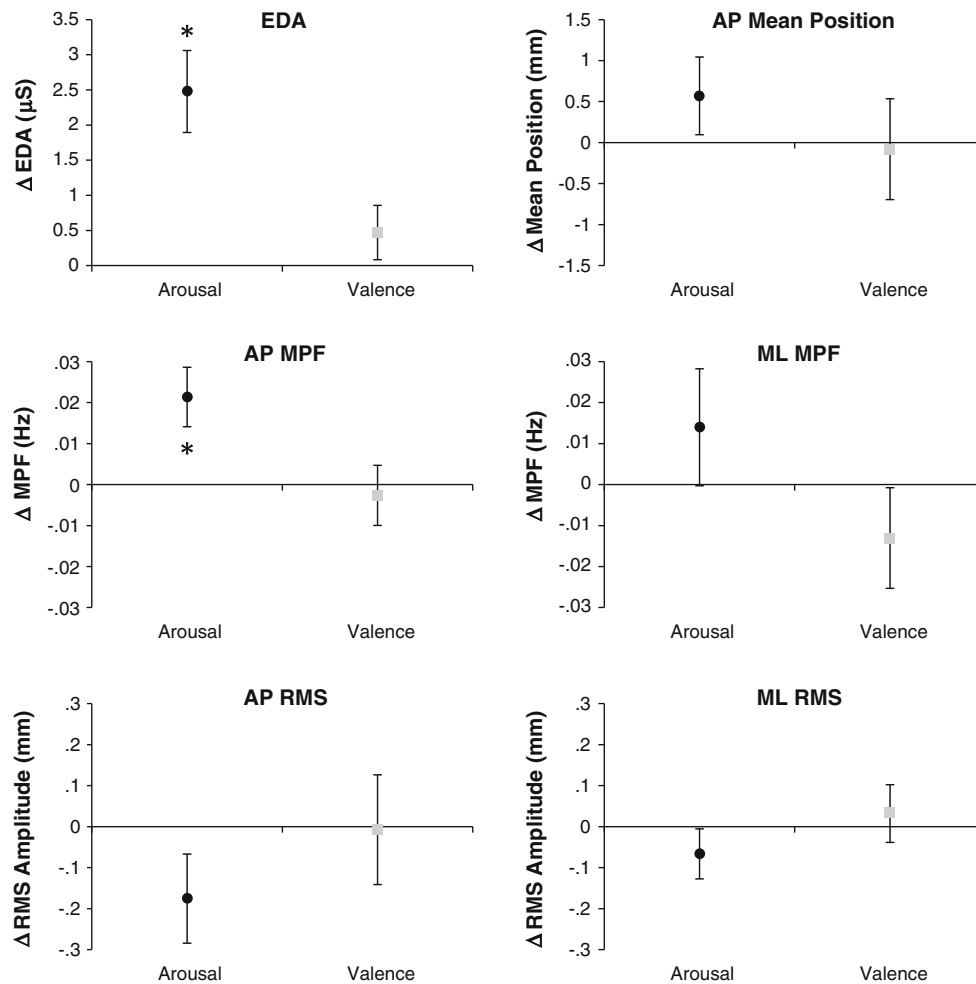 EDA
Δ EDA (μS)
4
3.5
3
2.5
2
1.5
1
0.5
0
*
Arousal
Valence
AP Mean Position
Δ Mean Position (mm)
1.5
1
0.5
0
-0.5
-1
-1.5
Arousal
Valence
AP MPF
Δ MPF (Hz)
.03
.02
.01
0
-.01
-.02
-.03
*
Arousal
Valence
ML MPF
Δ MPF (Hz)
.03
.02
.01
0
-.01
-.02
-.03
Arousal
Valence
AP RMS
Δ RMS Amplitude (mm)
.3
.2
.1
0
-.1
-.2
-.3
Arousal
Valence
ML RMS
Δ RMS Amplitude (mm)
.3
.2
.1
0
-.1
-.2
-.3
Arousal
Valence